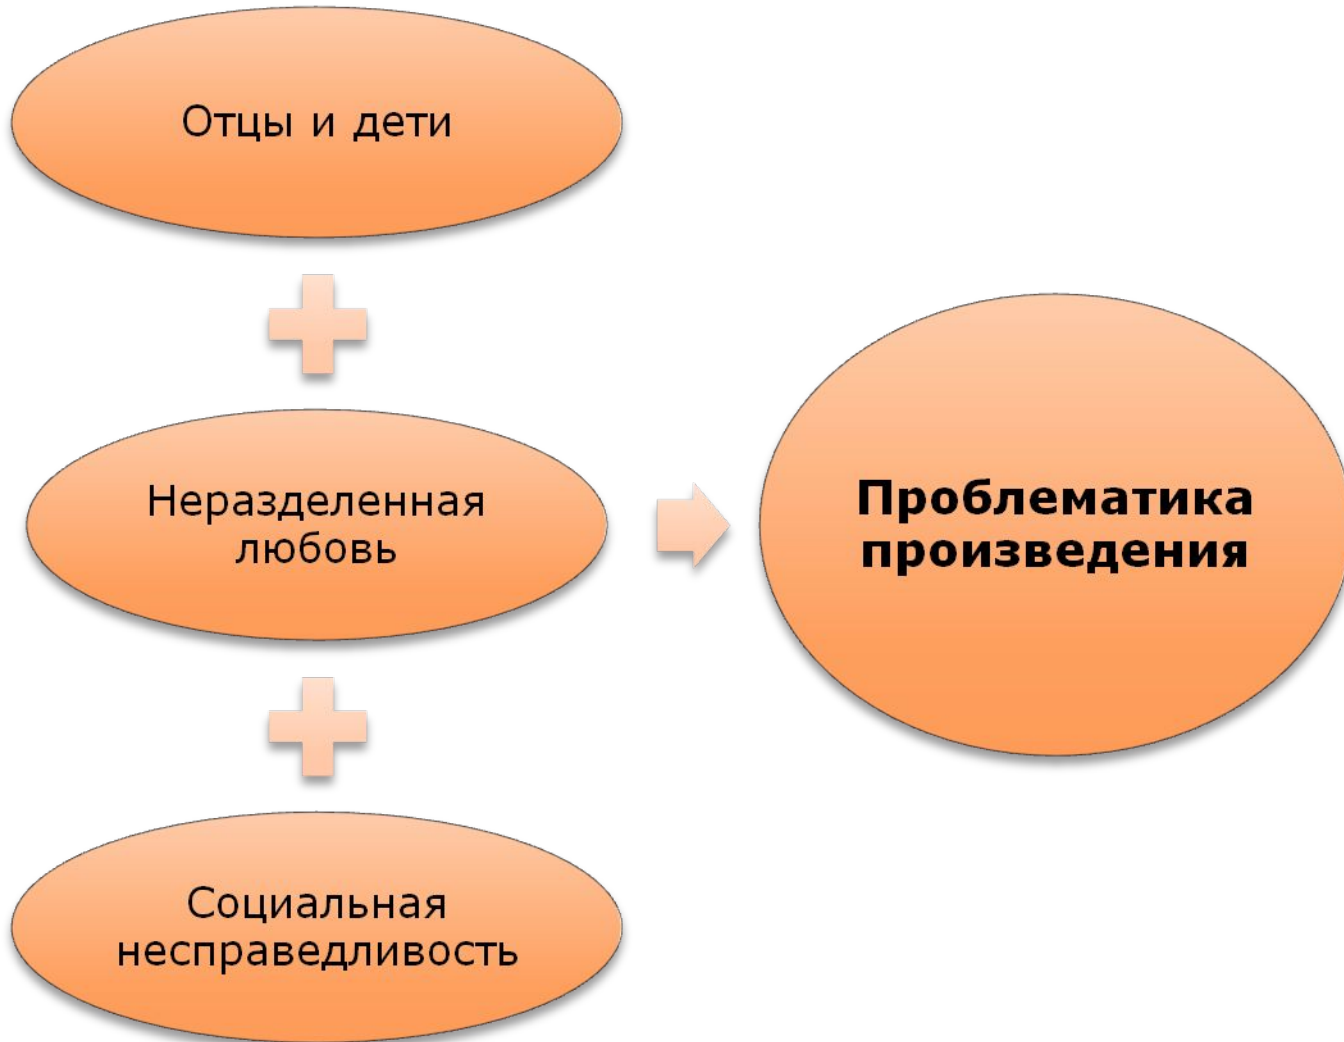 Отцы и дети
Неразделенная
любовь
Социальная
несправедливость
Проблематика
произведения